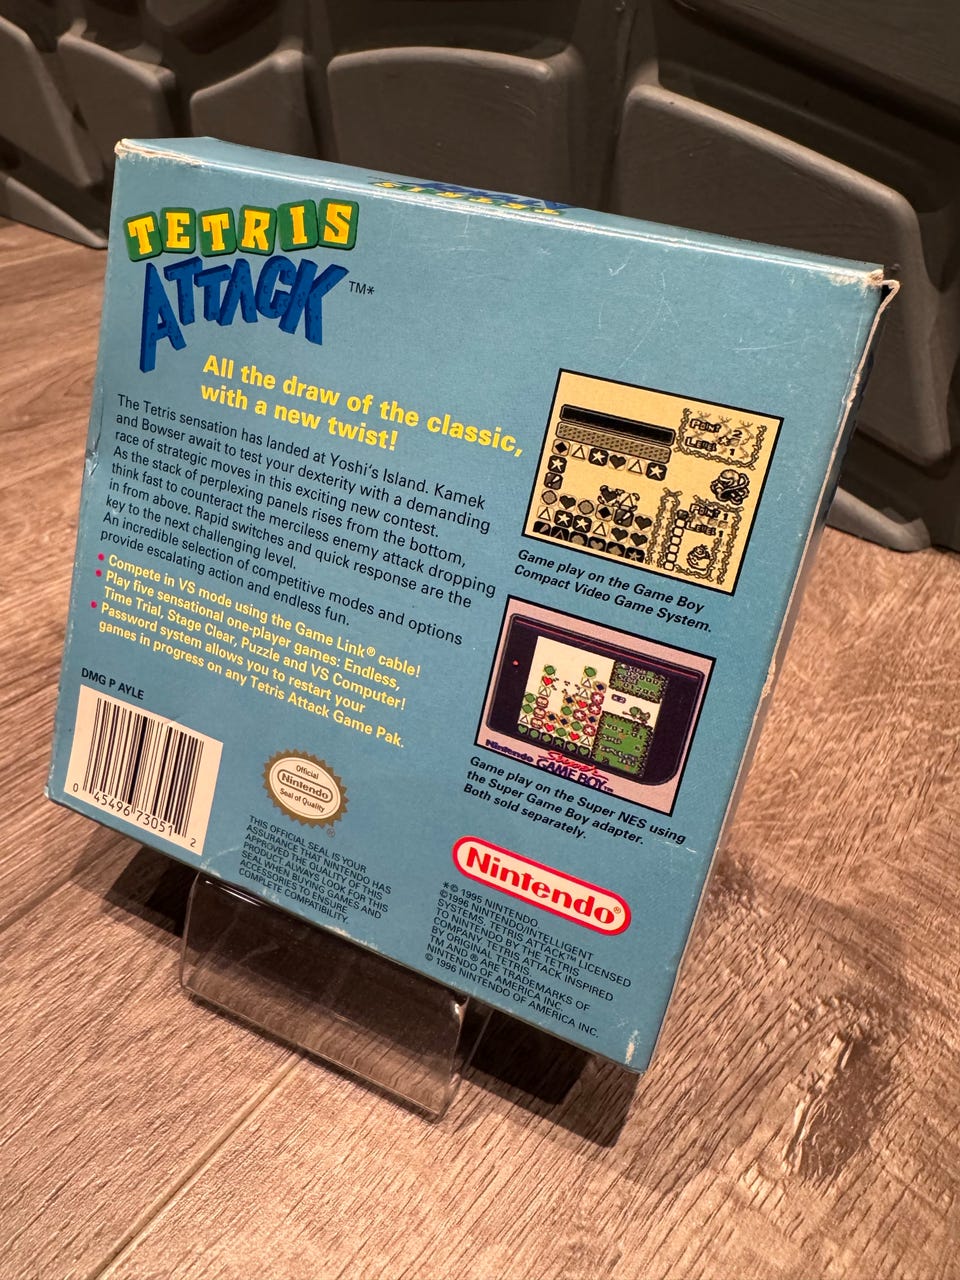 TETRIS
ATTACK
TETRIS
ATTACK TM*
All the draw of the classic,
with a new twist!
The Tetris sensation has landed at Yoshi's Island. Kamek
and Bowser await to test your dexterity with a demanding
race of strategic moves in this exciting new contest.
As the stack of perplexing panels rises from the bottom,
think fast to counteract the merciless enemy attack dropping
in from above. Rapid switches and quick response are the
key to the next challenging level.
An incredible selection of competitive modes and options
provide escalating action and endless fun.
• Compete in VS mode using the Game Link® cable!
• Play five sensational one-player games: Endless,
Time Trial, Stage Clear, Puzzle and VS Computer!
• Password system allows you to restart your
games in progress on any Tetris Attack Game Pak.
DMG P AYLE
0 45496 73051 2
Official
Nintendo
Seal of Quality
®
THIS OFFICIAL SEAL IS YOUR
ASSURANCE THAT NINTENDO HAS
APPROVED THE QUALITY OF THIS
PRODUCT. ALWAYS LOOK FOR THIS
SEAL WHEN BUYING GAMES AND
ACCESSORIES TO ENSURE
COMPLETE COMPATIBILITY.
Game play on the Game Boy
Compact Video Game System.
Nintendo Super
GAME BOY™
Game play on the Super NES using
the Super Game Boy adapter.
Both sold separately.
Nintendo®
*© 1995 NINTENDO
©1996 NINTENDO/INTELLIGENT
SYSTEMS, TETRIS ATTACK™ LICENSED
TO NINTENDO BY THE TETRIS
COMPANY. TETRIS ATTACK INSPIRED
BY ORIGINAL TETRIS.
TM AND ® ARE TRADEMARKS OF
NINTENDO OF AMERICA INC.
© 1996 NINTENDO OF AMERICA INC.